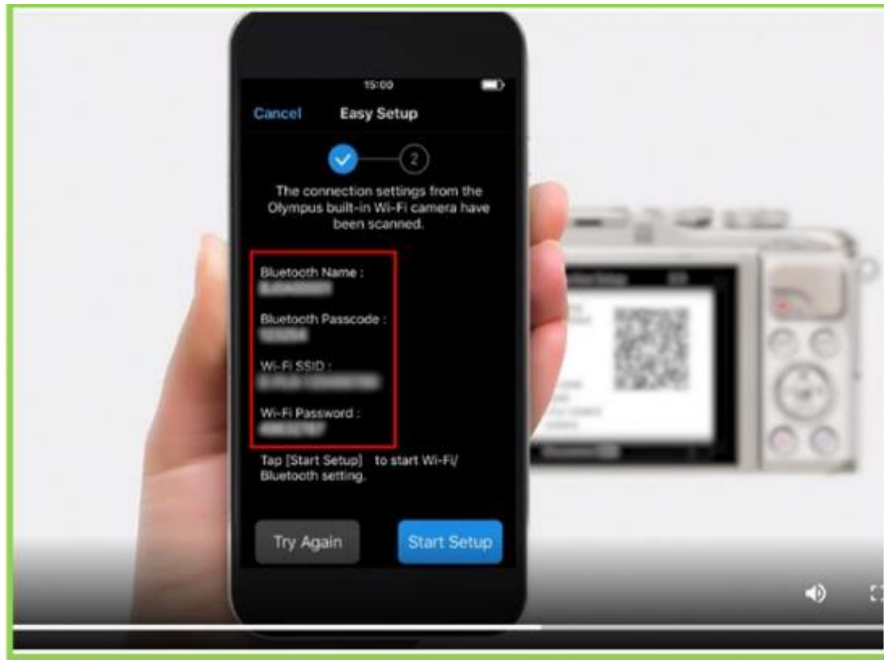 15:00
Cancel Easy Setup
2
The connection settings from the
Olympus built-in Wi-Fi camera have
been scanned.
Bluetooth Name :
Bluetooth Passcode :
Wi-Fi SSID :
Wi-Fi Password :
Tap [Start Setup] to start Wi-Fi/
Bluetooth setting.
Try Again Start Setup